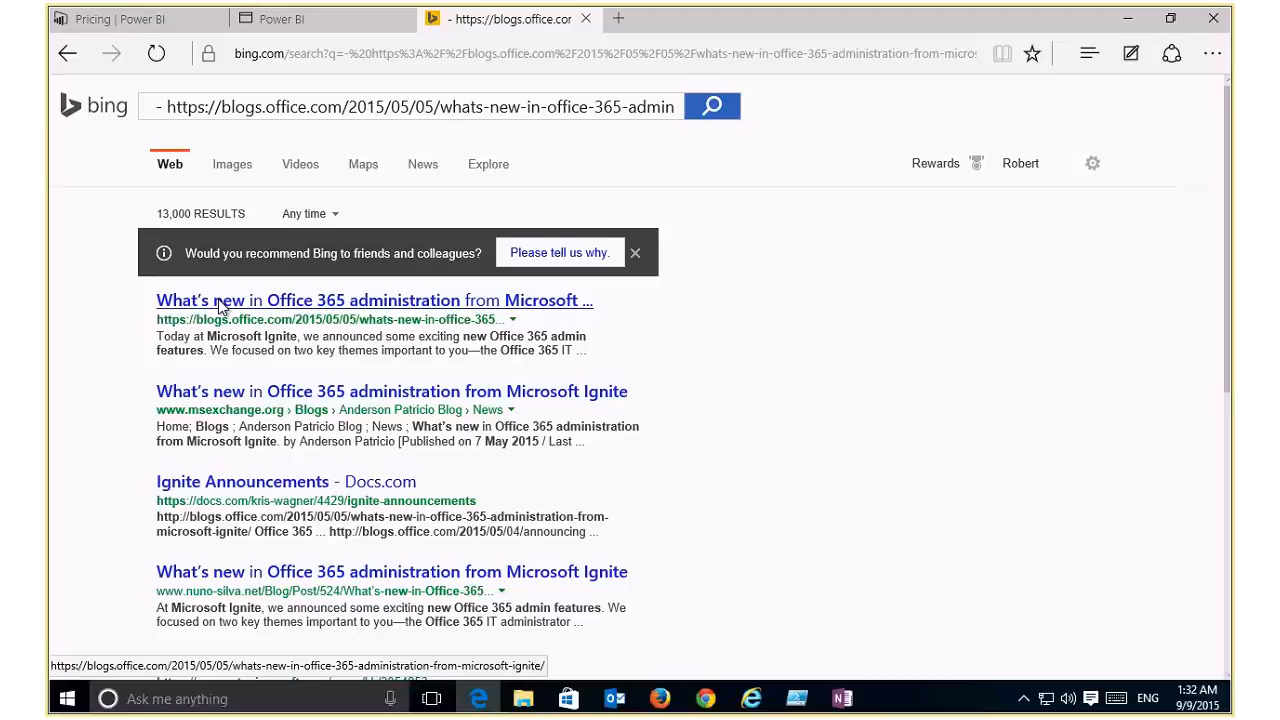 Pricing | Power BI
Power BI
- https://blogs.office.cor
bing.com/search?q=-%20https%3A%2F%2Fblogs.office.com%2F2015%2F05%2F05%2Fwhats-new-in-office-365-administration-from-micros
bing
- https://blogs.office.com/2015/05/05/whats-new-in-office-365-admin
Web Images Videos Maps News Explore
Rewards Robert
13,000 RESULTS Any time
Would you recommend Bing to friends and colleagues? Please tell us why.
What's new in Office 365 administration from Microsoft ...
https://blogs.office.com/2015/05/05/whats-new-in-office-365...
Today at Microsoft Ignite, we announced some exciting new Office 365 admin
features. We focused on two key themes important to you—the Office 365 IT ...
What's new in Office 365 administration from Microsoft Ignite
www.msexchange.org › Blogs › Anderson Patricio Blog › News
Home; Blogs ; Anderson Patricio Blog ; News ; What's new in Office 365 administration
from Microsoft Ignite. by Anderson Patricio [Published on 7 May 2015 / Last ...
Ignite Announcements - Docs.com
https://docs.com/kris-wagner/4429/ignite-announcements
http://blogs.office.com/2015/05/05/whats-new-in-office-365-administration-from-
microsoft-ignite/ Office 365 ... http://blogs.office.com/2015/05/04/announcing ...
What's new in Office 365 administration from Microsoft Ignite
www.nuno-silva.net/Blog/Post/524/What's-new-in-Office-365...
At Microsoft Ignite, we announced some exciting new Office 365 admin features. We
focused on two key themes important to you—the Office 365 IT administrator ...
https://blogs.office.com/2015/05/05/whats-new-in-office-365-administration-from-microsoft-ignite/
Ask me anything
ENG
1:32 AM
9/9/2015